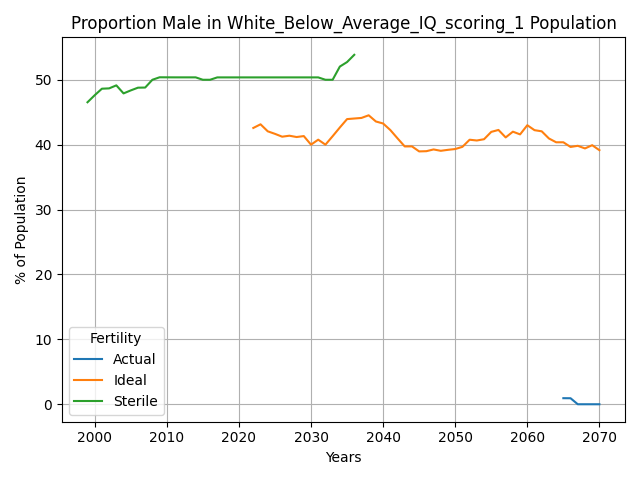 Proportion Male in White_Below_Average_IQ_scoring_1 Population
% of Population
50
40
30
20
10
0
Fertility
Actual
Ideal
Sterile
2000 2010 2020 2030 2040 2050 2060 2070
Years